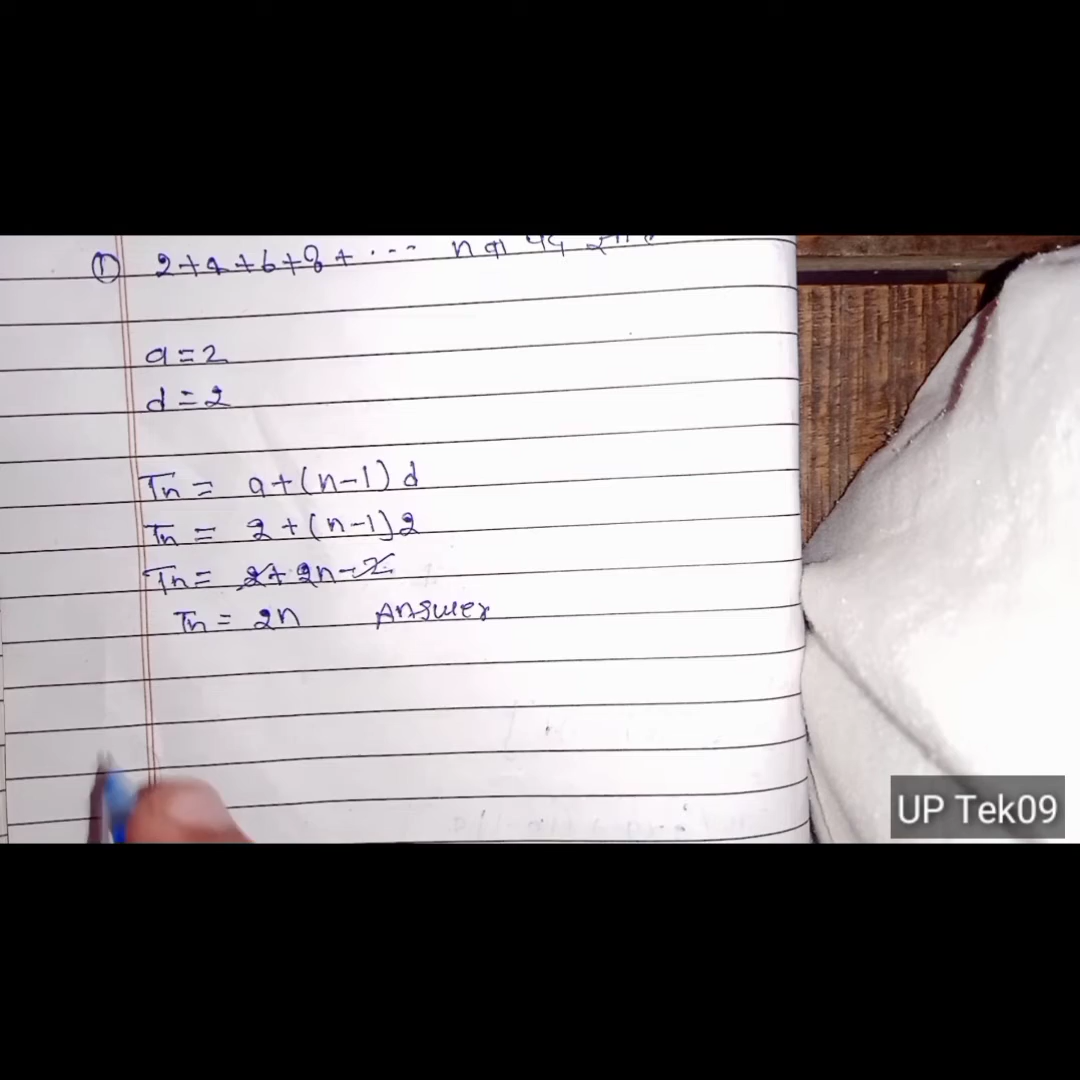 ① 2+4+6+8+ ... n वाँ पद
a = 2
d = 2
Tn = a+(n-1) d
Tn = 2+(n-1)2
Tn = 2+2n-2
Tn = 2n Answer
UP Tek09